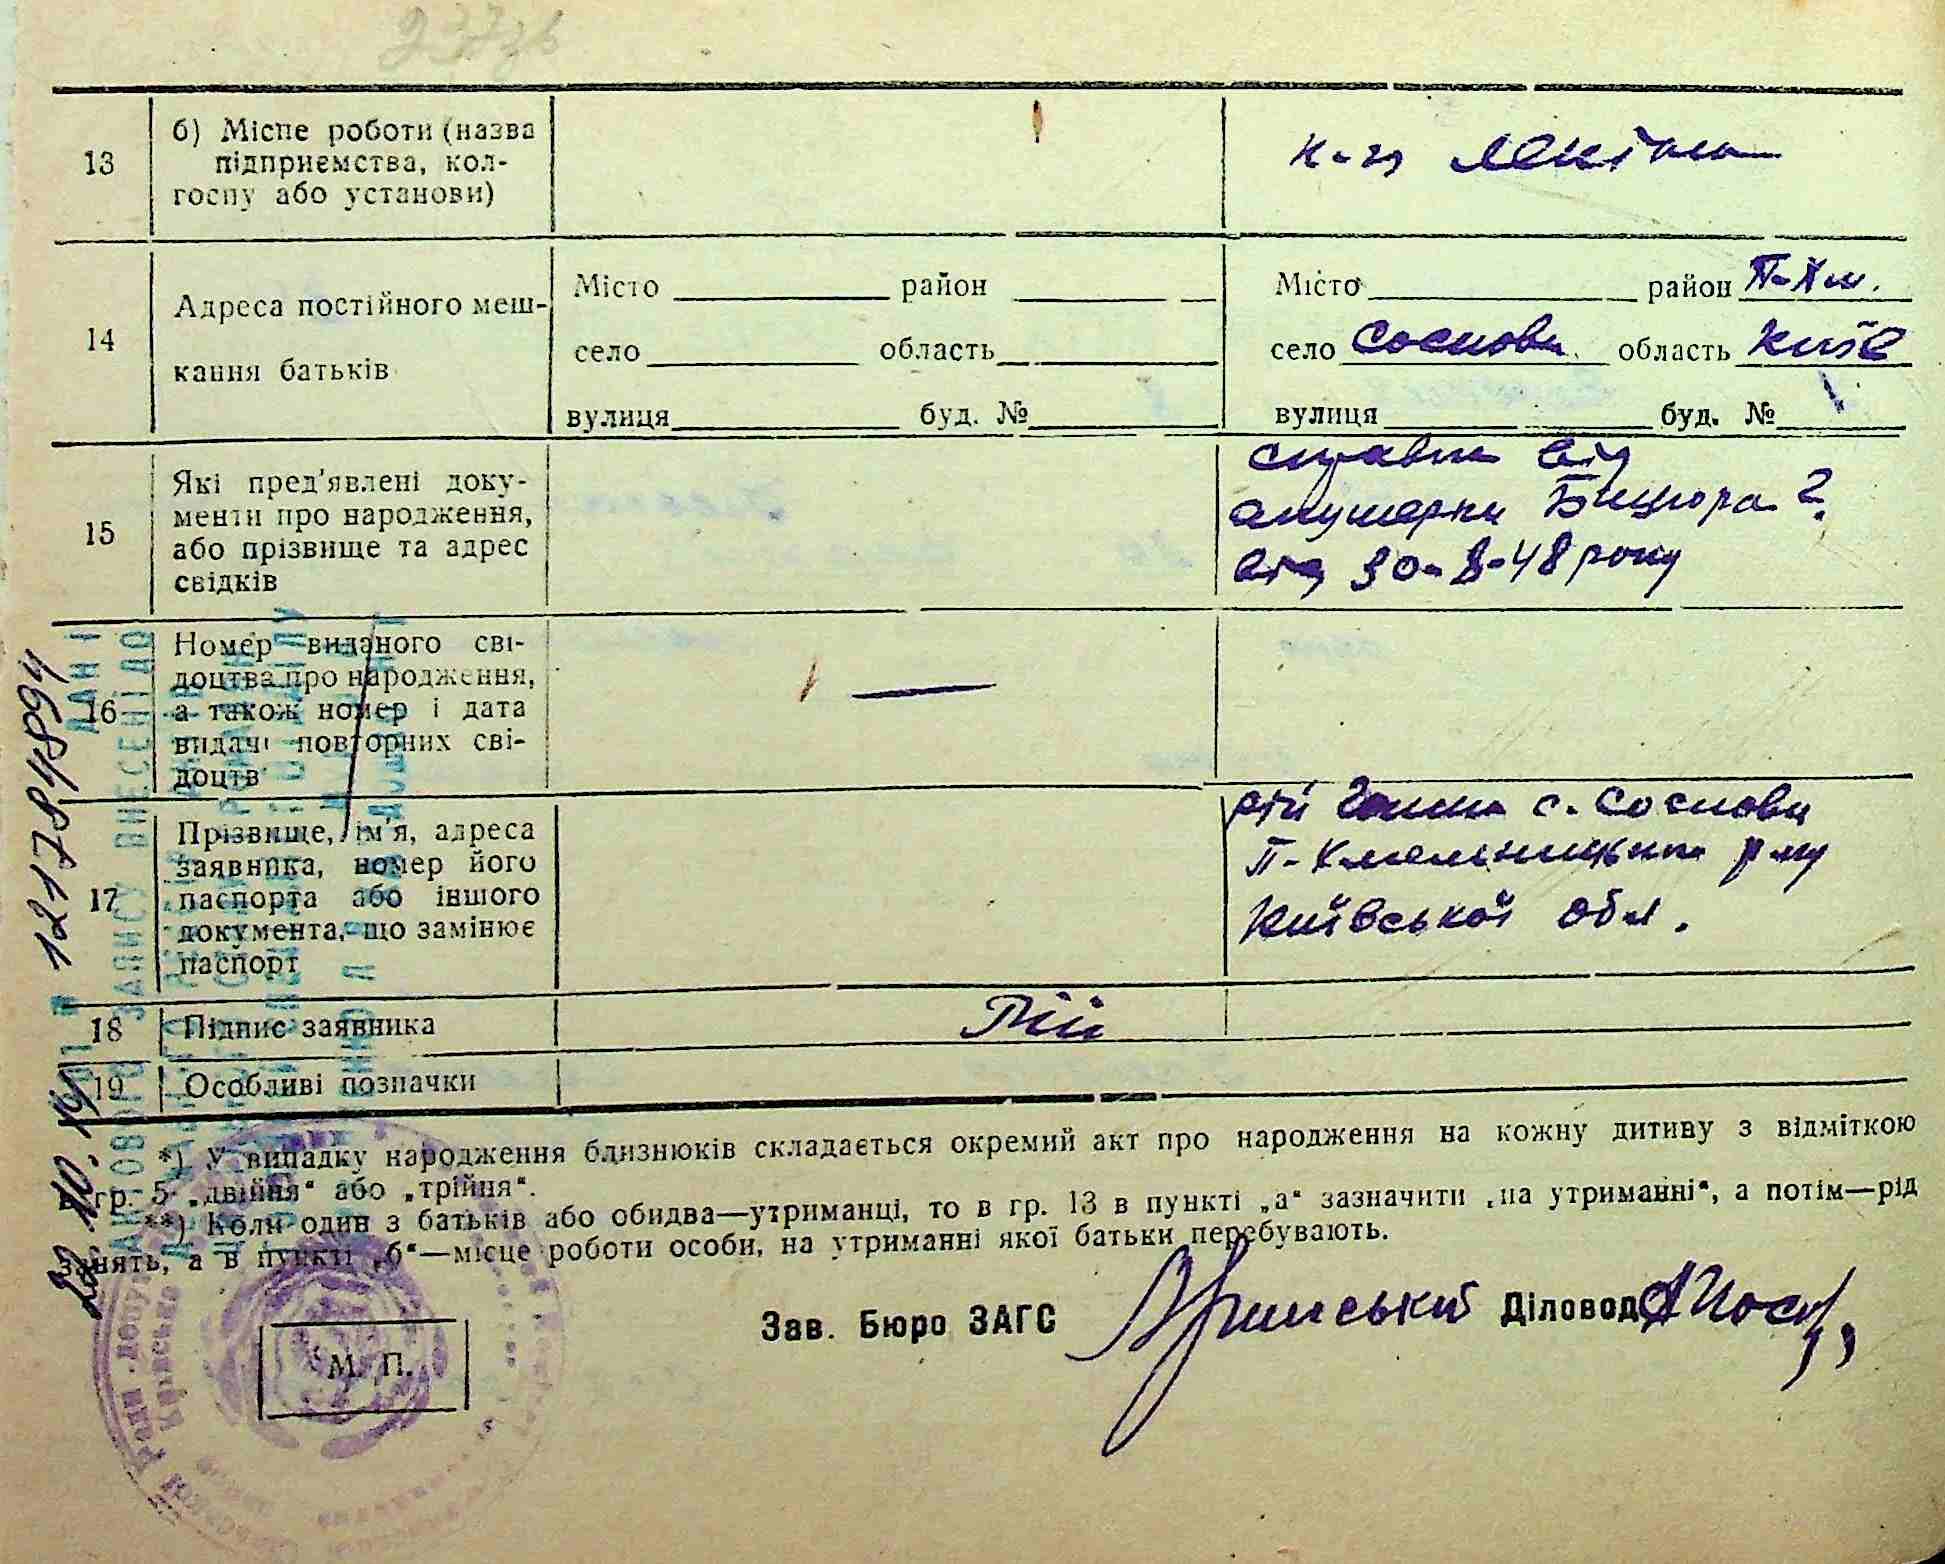 13 б) Місце роботи (назва
підприємства, кол-
госпу або установи)
к-г Леніна
14 Адреса постійного меш-
кання батьків
Місто район
село область
вулиця буд. №
Місто район П-Хм.
село Соснова область Київ
вулиця буд. №
15 Які пред'явлені доку-
менти про народження,
або прізвище та адрес
свідків
справка від
акушерки Бицюра Г.
від 30- -48 року
16 Номер виданого сві-
доцтва про народження,
а також номер і дата
видачі повторних сві-
доцтв
—
17 Прізвище, ім'я, адреса
заявника, номер його
паспорта або іншого
документа, що замінює
паспорт
Рій Ганна с. Соснова
П-Хмельницького р-ну
Київської обл.
18 Підпис заявника Рій
19 Особливі позначки
*) У випадку народження близнюків складається окремий акт про народження на кожну дитину з відміткою
в гр. 5 „двійня“ або „трійня“.
**) Коли один з батьків або обидва—утриманці, то в гр. 13 в пункті „а“ зазначити „на утриманні“, а потім—рід
занять, а в пункті „б“—місце роботи особи, на утриманні якої батьки перебувають.
Зав. Бюро ЗАГС Діловод
М. П.
121784894